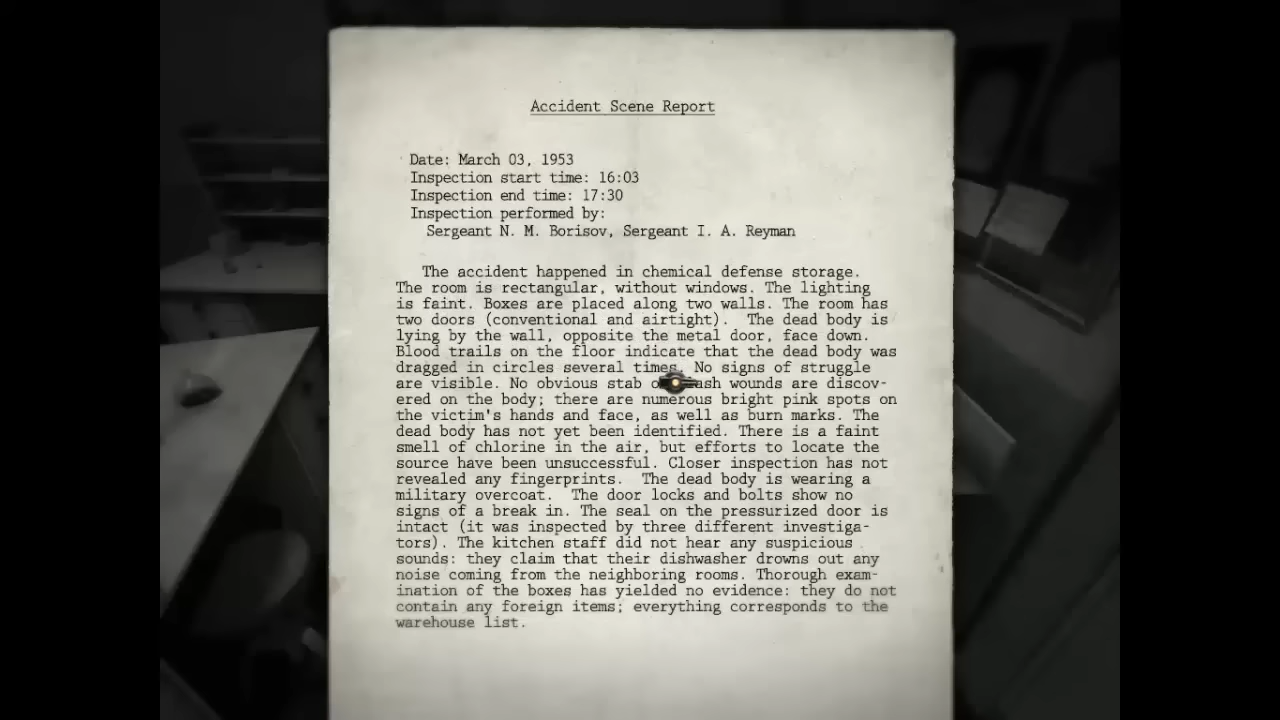 Accident Scene Report
Date: March 03, 1953
Inspection start time: 16:03
Inspection end time: 17:30
Inspection performed by:
Sergeant N. M. Borisov, Sergeant I. A. Reyman
The accident happened in chemical defense storage.
The room is rectangular, without windows. The lighting
is faint. Boxes are placed along two walls. The room has
two doors (conventional and airtight). The dead body is
lying by the wall, opposite the metal door, face down.
Blood trails on the floor indicate that the dead body was
dragged in circles several times. No signs of struggle
are visible. No obvious stab wounds are discov-
ered on the body; there are numerous bright pink spots on
the victim's hands and face, as well as burn marks. The
dead body has not yet been identified. There is a faint
smell of chlorine in the air, but efforts to locate the
source have been unsuccessful. Closer inspection has not
revealed any fingerprints. The dead body is wearing a
military overcoat. The door locks and bolts show no
signs of a break in. The seal on the pressurized door is
intact (it was inspected by three different investiga-
tors). The kitchen staff did not hear any suspicious
sounds: they claim that their dishwasher drowns out any
noise coming from the neighboring rooms. Thorough exam-
ination of the boxes has yielded no evidence: they do not
contain any foreign items; everything corresponds to the
warehouse list.